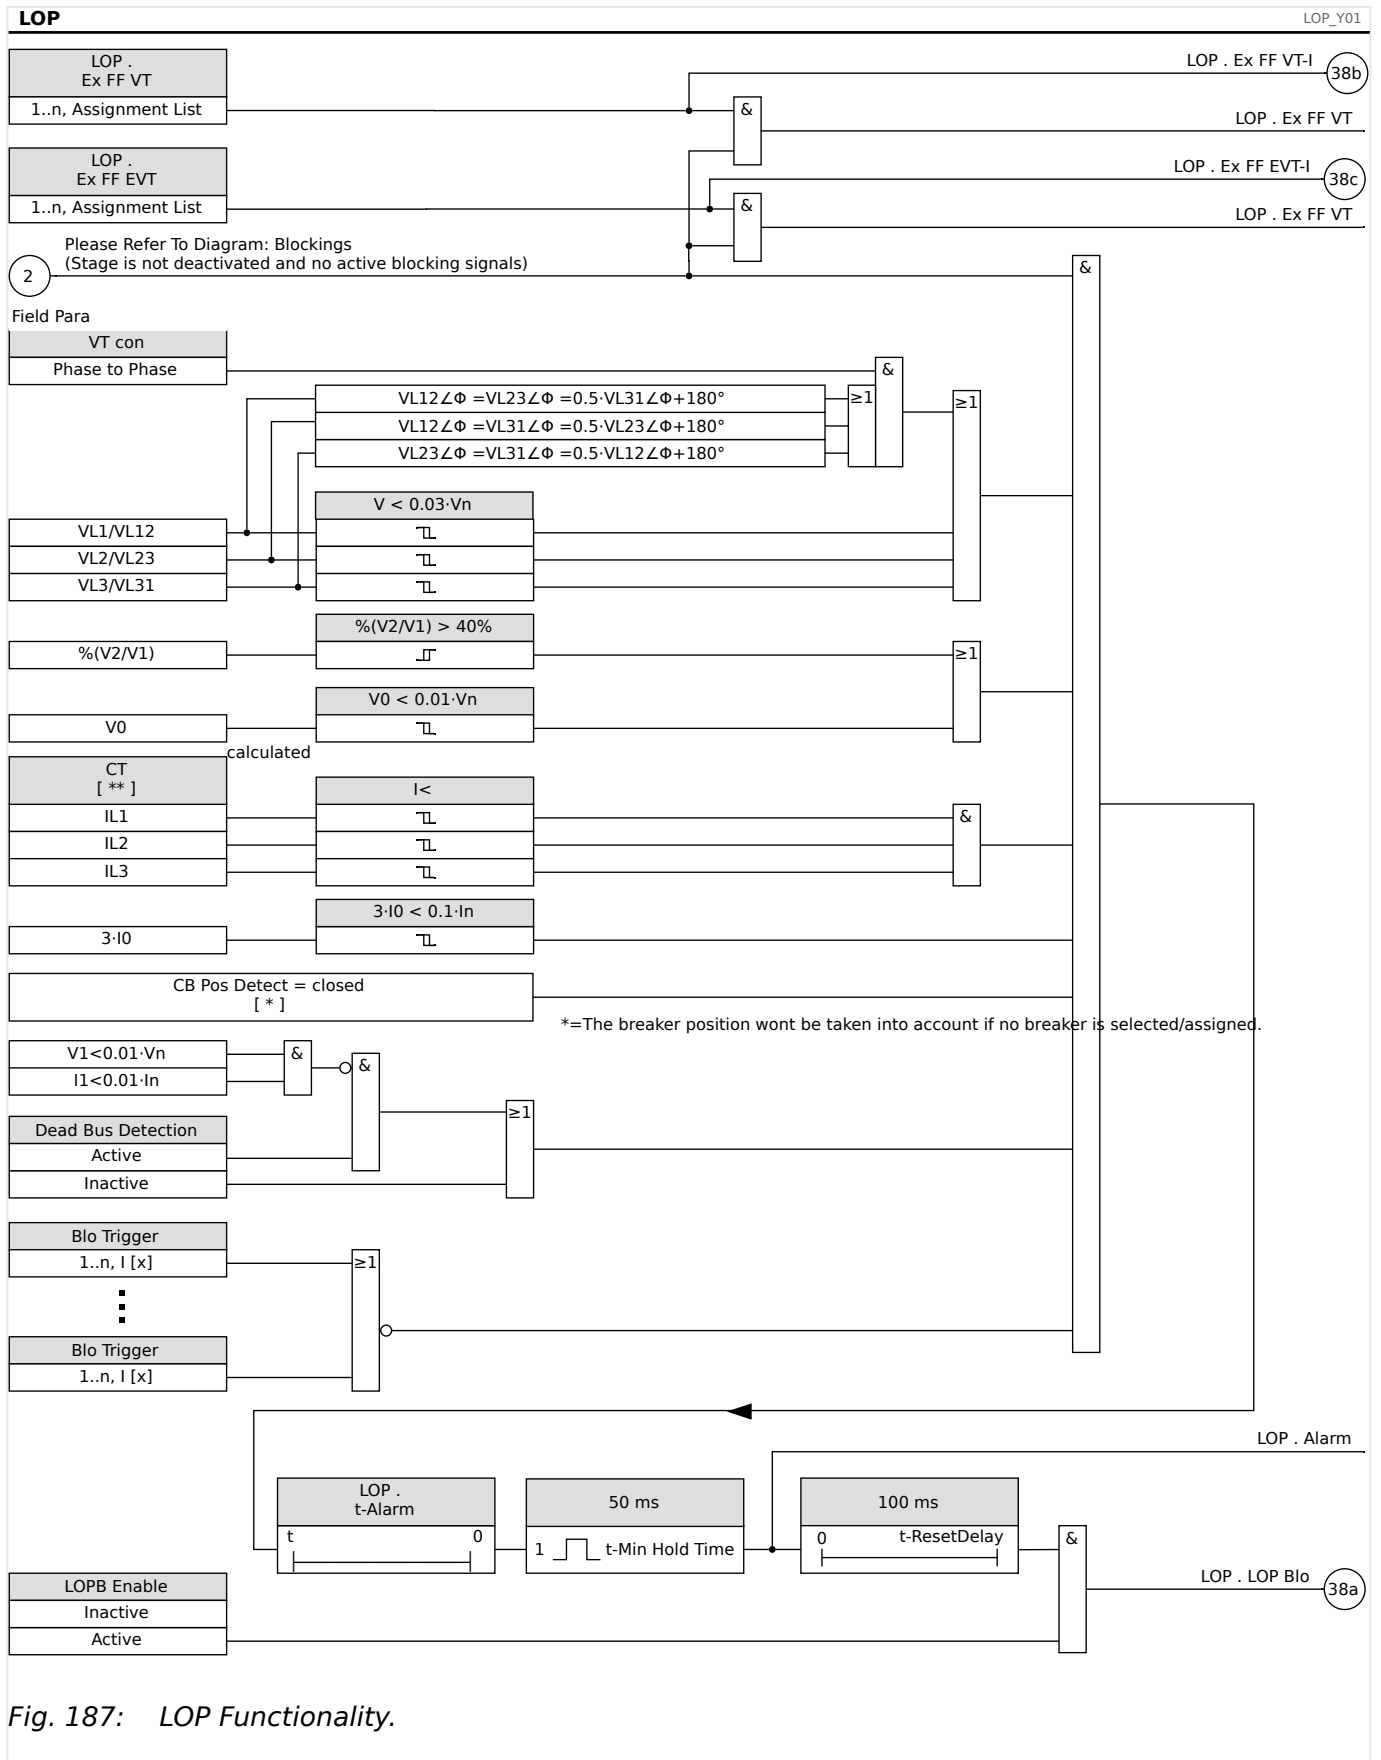 LOP
LOP_Y01
LOP .
Ex FF VT
1..n, Assignment List
LOP . Ex FF VT-I
38b
&
LOP . Ex FF VT
LOP .
Ex FF EVT
1..n, Assignment List
LOP . Ex FF EVT-I
38c
&
LOP . Ex FF VT
Please Refer To Diagram: Blockings
(Stage is not deactivated and no active blocking signals)
2
&
Field Para
VT con
Phase to Phase
&
VL12∠Φ =VL23∠Φ =0.5·VL31∠Φ+180°
≥1
≥1
VL12∠Φ =VL31∠Φ =0.5·VL23∠Φ+180°
VL23∠Φ =VL31∠Φ =0.5·VL12∠Φ+180°
V < 0.03·Vn
VL1/VL12
VL2/VL23
VL3/VL31
%(V2/V1) > 40%
%(V2/V1)
≥1
V0 < 0.01·Vn
V0
calculated
CT
[ ** ]
I<
IL1
&
IL2
IL3
3·I0 < 0.1·In
3·I0
CB Pos Detect = closed
[ * ]
*=The breaker position wont be taken into account if no breaker is selected/assigned.
V1<0.01·Vn
&
&
I1<0.01·In
≥1
Dead Bus Detection
Active
Inactive
Blo Trigger
1..n, I [x]
≥1
Blo Trigger
1..n, I [x]
LOP . Alarm
LOP .
t-Alarm
50 ms
100 ms
t 0
1 t-Min Hold Time
0 t-ResetDelay
&
LOPB Enable
Inactive
Active
LOP . LOP Blo
38a
Fig. 187: LOP Functionality.